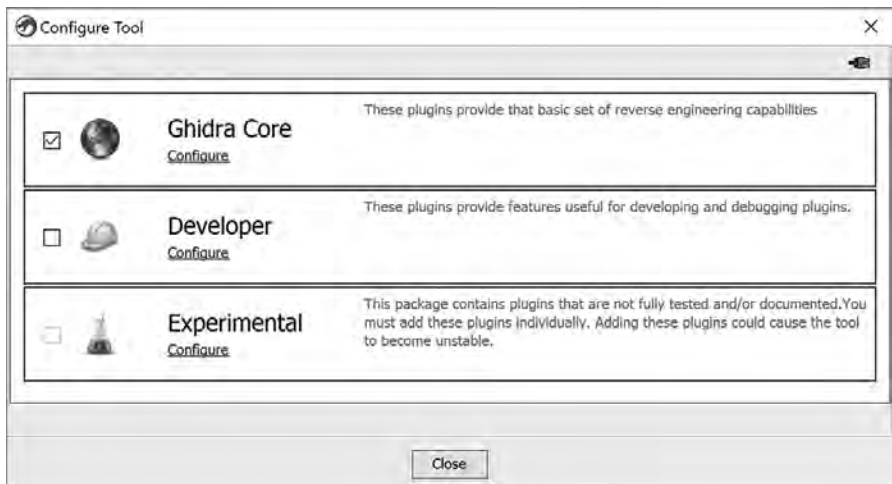 Configure Tool
These plugins provide that basic set of reverse engineering capabilities
Ghidra Core
Configure
These plugins provide features useful for developing and debugging plugins.
Developer
Configure
This package contains plugins that are not fully tested and/or documented.You
must add these plugins individually. Adding these plugins could cause the tool
to become unstable.
Experimental
Configure
Close